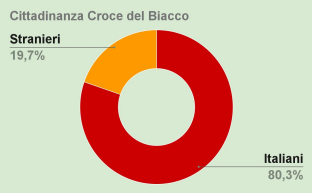 Cittadinanza Croce del Biacco
Stranieri
19,7%
Italiani
80,3%